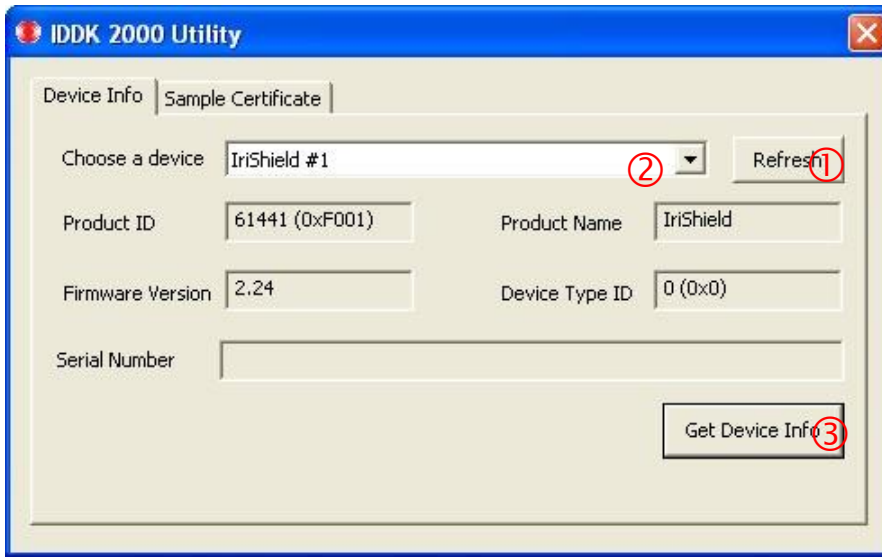 IDDK 2000 Utility
Device Info Sample Certificate
Choose a device IriShield #1 ② Refresh ①
Product ID 61441 (0xF001) Product Name IriShield
Firmware Version 2.24 Device Type ID 0 (0x0)
Serial Number
Get Device Info ③